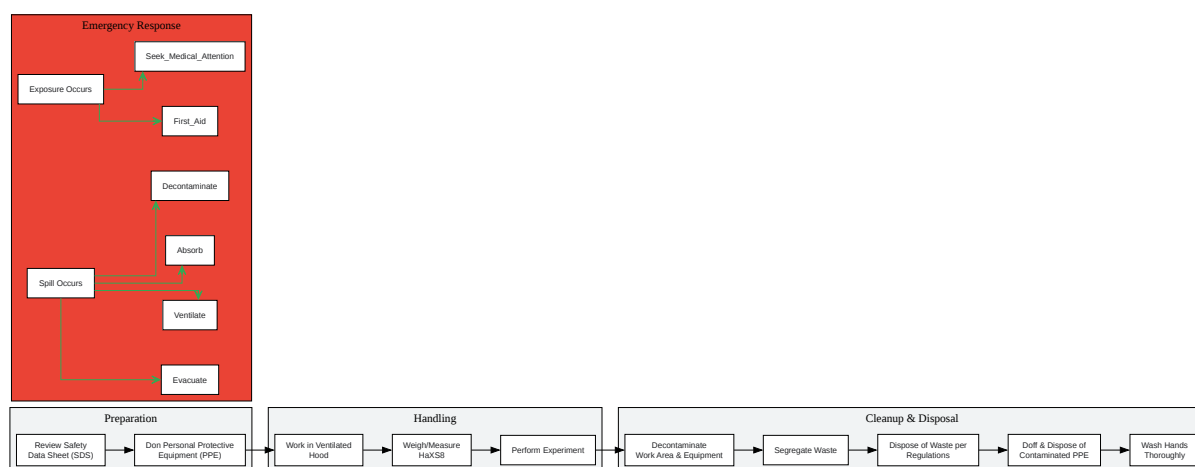 Emergency Response
Seek_Medical_Attention
Exposure Occurs
First_Aid
Decontaminate
Absorb
Spill Occurs
Ventilate
Evacuate
Preparation
Review Safety
Data Sheet (SDS)
Don Personal Protective
Equipment (PPE)
Handling
Work in Ventilated
Hood
Weigh/Measure
HaXS8
Perform Experiment
Cleanup & Disposal
Decontaminate
Work Area & Equipment
Segregate Waste
Dispose of Waste per
Regulations
Doff & Dispose of
Contaminated PPE
Wash Hands
Thoroughly